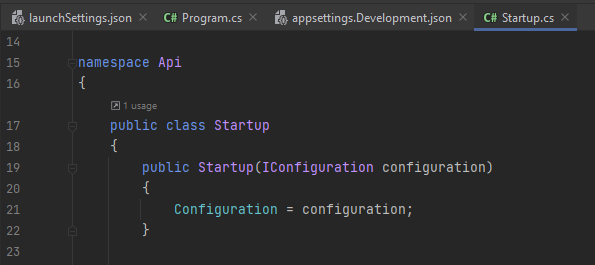 launchSettings.json C# Program.cs appsettings.Development.json C# Startup.cs
14
15 namespace Api
16 {
1 usage
17 public class Startup
18 {
19 public Startup(IConfiguration configuration)
20 {
21 Configuration = configuration;
22 }
23